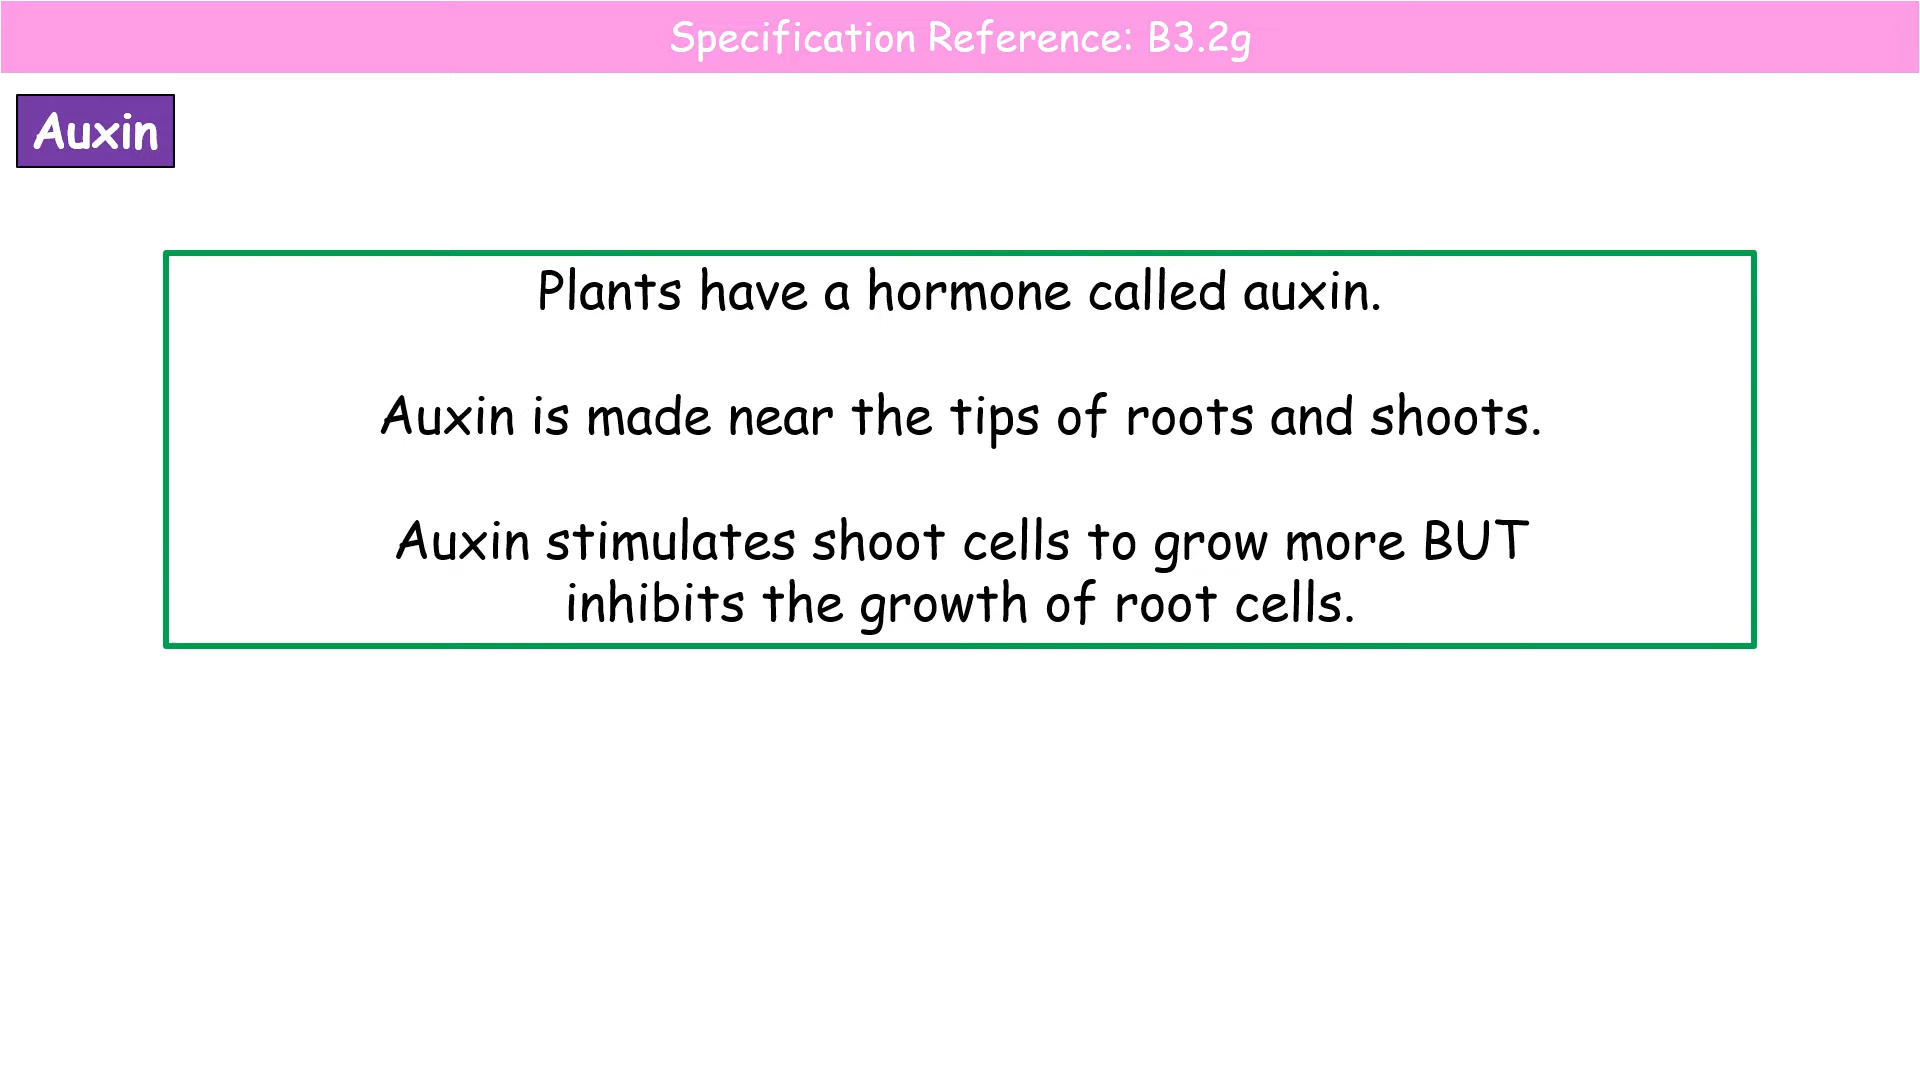 Specification Reference: B3.2g
Auxin
Plants have a hormone called auxin.
Auxin is made near the tips of roots and shoots.
Auxin stimulates shoot cells to grow more BUT
inhibits the growth of root cells.